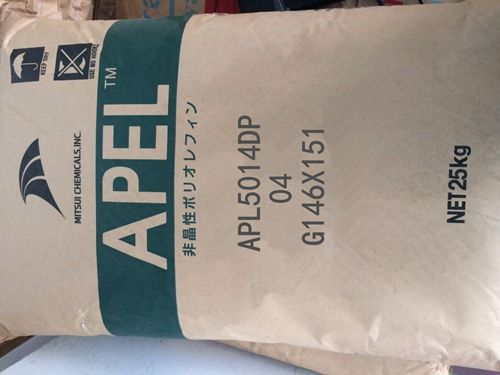 KEEP DRY
USE NO HOOKS
MITSUI CHEMICALS, INC.
APEL™
非晶性ポリオレフィン
APL5014DP
04
G146X151
NET25kg